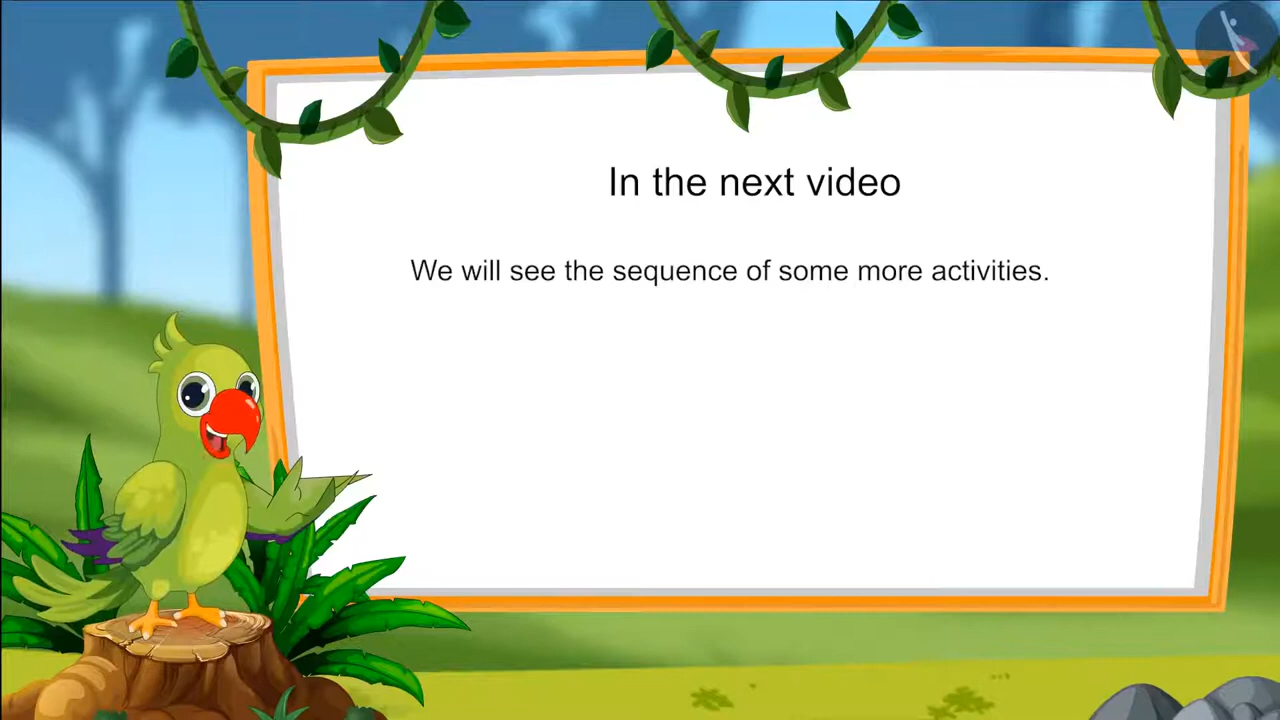 In the next video
We will see the sequence of some more activities.